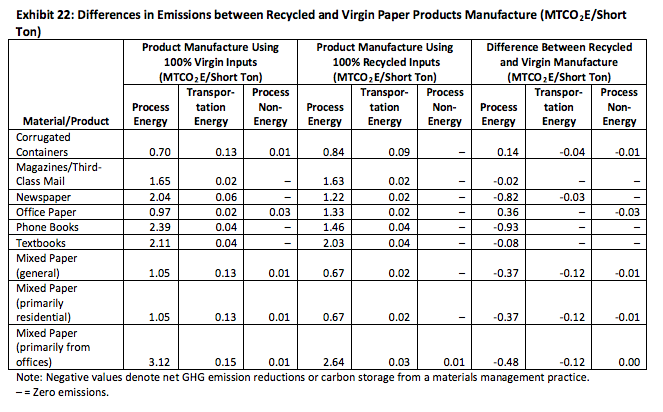 Exhibit 22: Differences in Emissions between Recycled and Virgin Paper Products Manufacture (MTCO2E/Short
Ton)
Product Manufacture Using
100% Virgin Inputs
(MTCO2E/Short Ton)
Product Manufacture Using
100% Recycled Inputs
(MTCO2E/Short Ton)
Difference Between Recycled
and Virgin Manufacture
(MTCO2E/Short Ton)
Material/Product
Process
Energy
Transpor-
tation
Energy
Process
Non-
Energy
Process
Energy
Transpor-
tation
Energy
Process
Non-
Energy
Process
Energy
Transpor-
tation
Energy
Process
Non-
Energy
Corrugated
Containers 0.70 0.13 0.01 0.84 0.09 – 0.14 -0.04 -0.01
Magazines/Third-
Class Mail 1.65 0.02 – 1.63 0.02 – -0.02 – –
Newspaper 2.04 0.06 – 1.22 0.02 – -0.82 -0.03 –
Office Paper 0.97 0.02 0.03 1.33 0.02 – 0.36 – -0.03
Phone Books 2.39 0.04 – 1.46 0.04 – -0.93 – –
Textbooks 2.11 0.04 – 2.03 0.04 – -0.08 – –
Mixed Paper
(general) 1.05 0.13 0.01 0.67 0.02 – -0.37 -0.12 -0.01
Mixed Paper
(primarily
residential) 1.05 0.13 0.01 0.67 0.02 – -0.37 -0.12 -0.01
Mixed Paper
(primarily from
offices) 3.12 0.15 0.01 2.64 0.03 0.01 -0.48 -0.12 0.00
Note: Negative values denote net GHG emission reductions or carbon storage from a materials management practice.
– = Zero emissions.